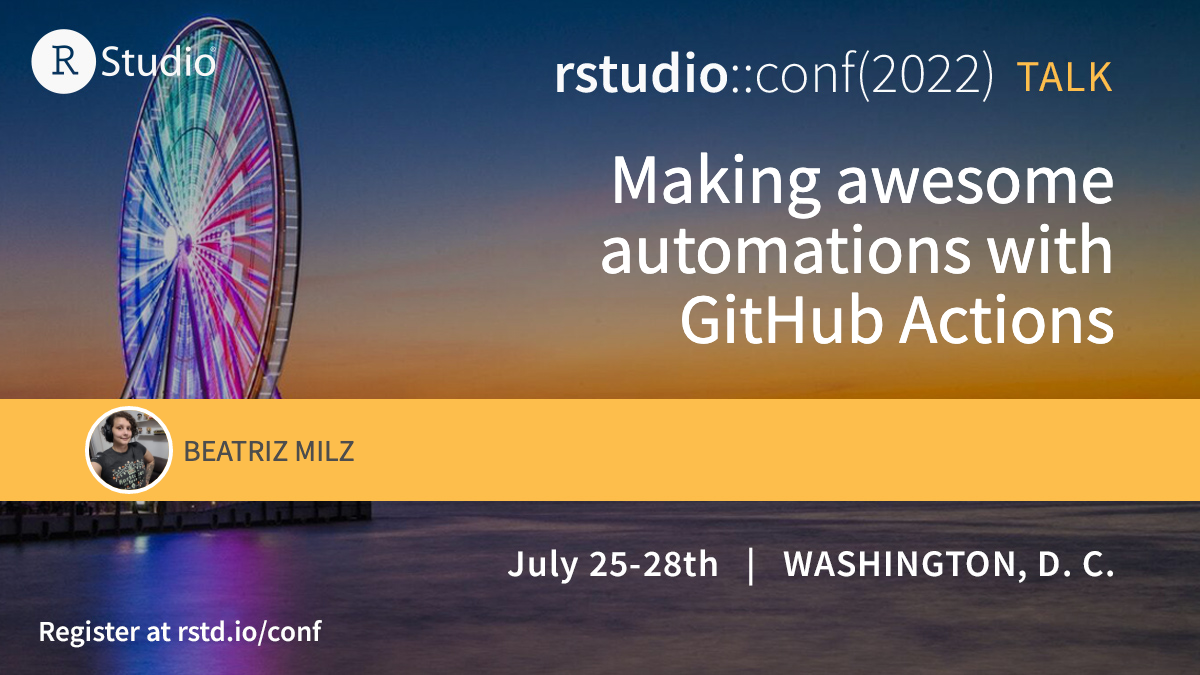 R Studio®
rstudio::conf(2022) TALK
Making awesome
automations with
GitHub Actions
BEATRIZ MILZ
July 25-28th | WASHINGTON, D. C.
Register at rstd.io/conf